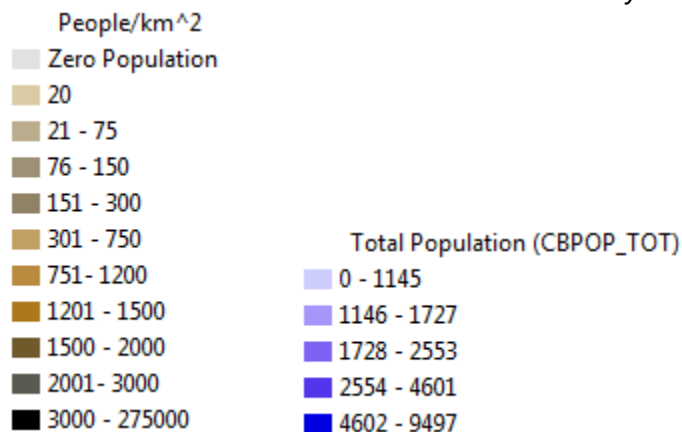 People/km^2
Zero Population
20
21 - 75
76 - 150
151 - 300
301 - 750
751- 1200
1201 - 1500
1500 - 2000
2001- 3000
3000 - 275000
Total Population (CBPOP_TOT)
0 - 1145
1146 - 1727
1728 - 2553
2554 - 4601
4602 - 9497